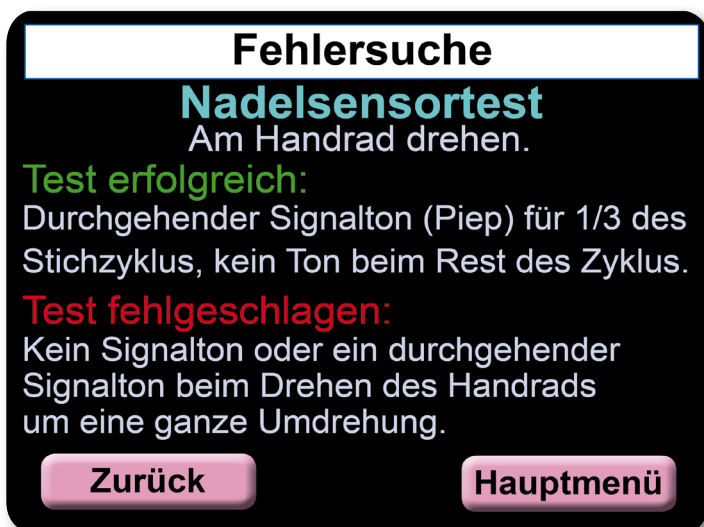 Fehlersuche
Nadelsensortest
Am Handrad drehen.
Test erfolgreich:
Durchgehender Signalton (Piep) für 1/3 des
Stichzyklus, kein Ton beim Rest des Zyklus.
Test fehlgeschlagen:
Kein Signalton oder ein durchgehender
Signalton beim Drehen des Handrads
um eine ganze Umdrehung.
Zurück
Hauptmenü